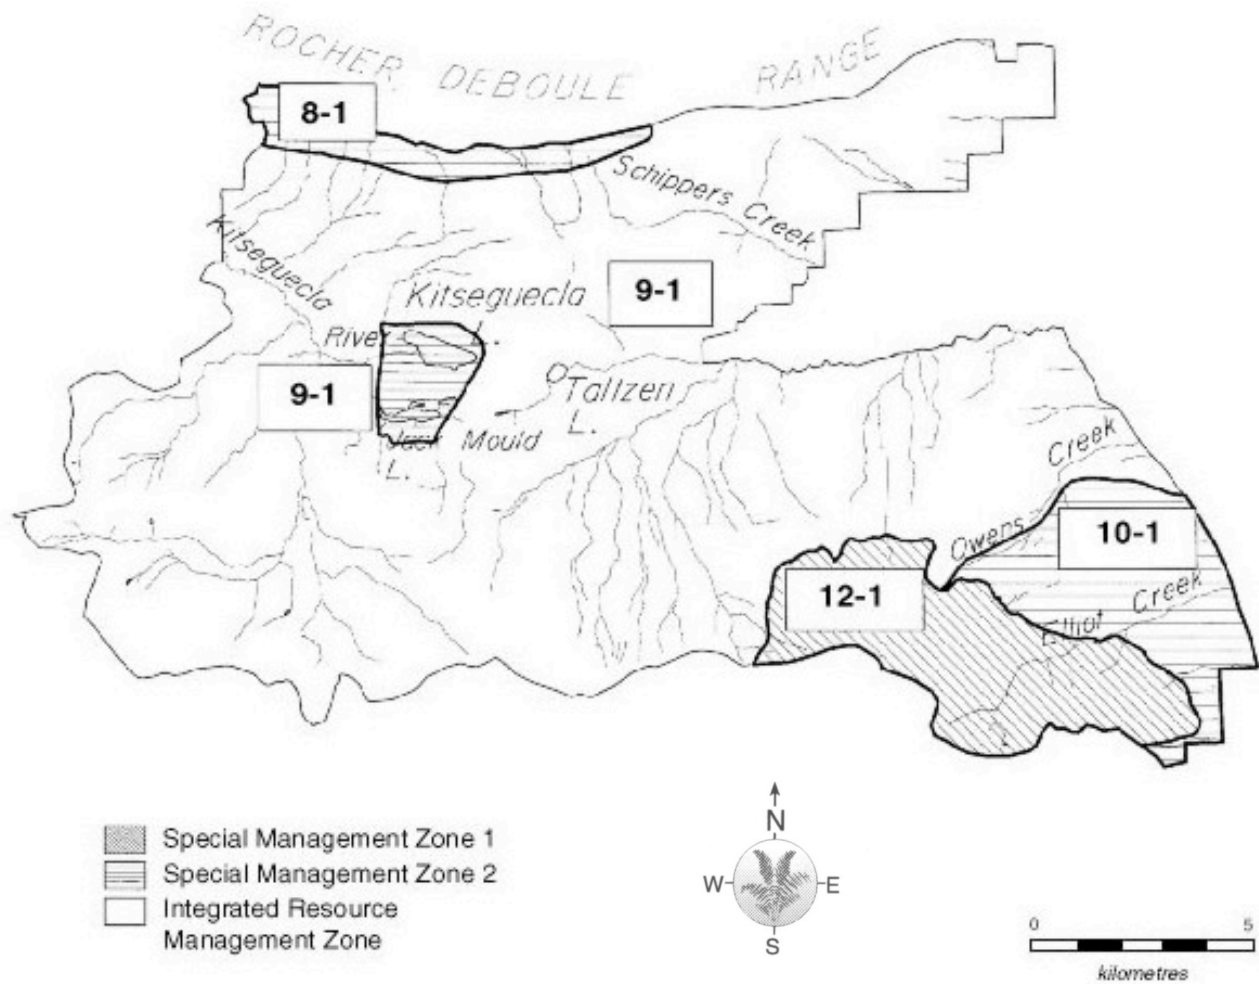 ROCHER DEBOULE RANGE
8-1
Schippers Creek
Kitseguecla
River
Kitseguecla
L.
9-1
9-1
Tallzen
L.
Mould
L.
Creek
Owens
10-1
12-1
Elliot Creek
Special Management Zone 1
Special Management Zone 2
Integrated Resource
Management Zone
N
W
E
S
0
5
kilometres